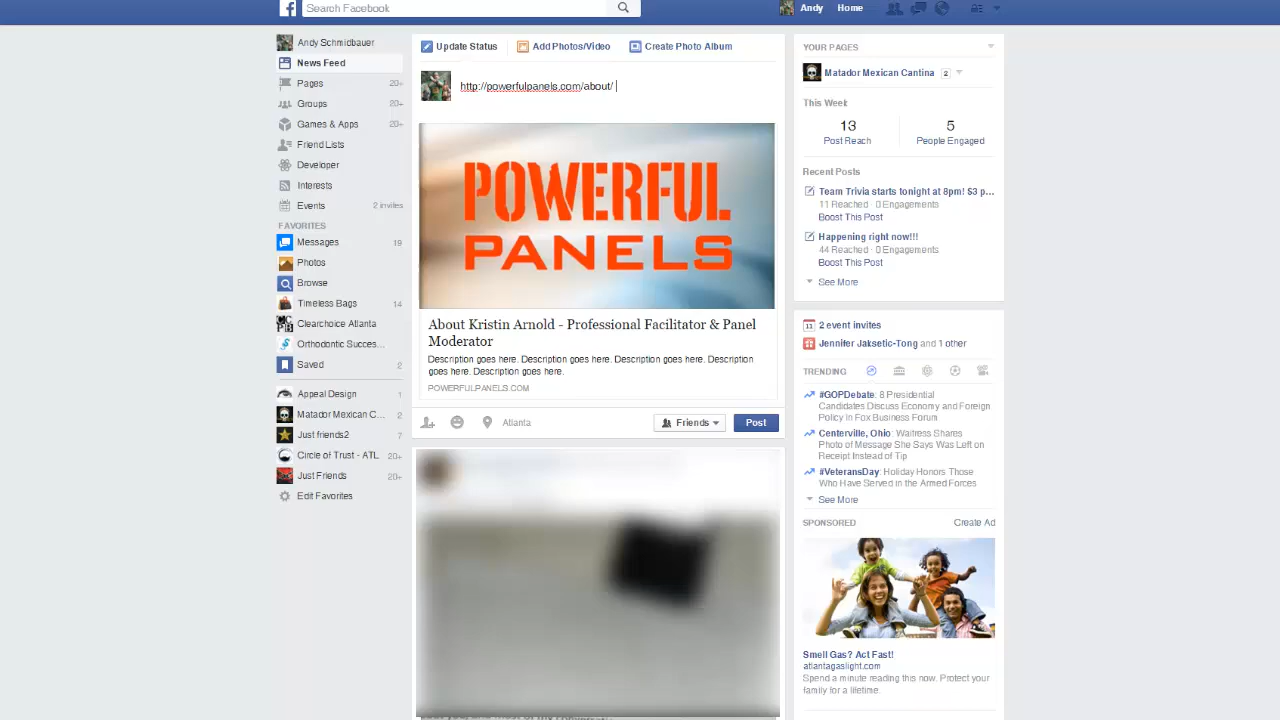 Search Facebook
Andy
Home
Andy Schmidbauer
News Feed
Pages 20+
Groups 20+
Games & Apps 20+
Friend Lists
Developer
Interests
Events 2 invites
FAVORITES
Messages 19
Photos
Browse
Timeless Bags 14
Clearchoice Atlanta
Orthodontic Succes...
Saved 2
Appeal Design 1
Matador Mexican C... 2
Just friends2 7
Circle of Trust - ATL 20+
Just Friends 20+
Edit Favorites
Update Status
Add Photos/Video
Create Photo Album
http://powerfulpanels.com/about/
POWERFUL
PANELS
About Kristin Arnold - Professional Facilitator & Panel
Moderator
Description goes here. Description goes here. Description goes here. Description
goes here. Description goes here.
POWERFULPANELS.COM
Atlanta
Friends
Post
YOUR PAGES
Matador Mexican Cantina 2
This Week
13 5
Post Reach People Engaged
Recent Posts
Team Trivia starts tonight at 8pm! $3 p...
11 Reached · 0 Engagements
Boost This Post
Happening right now!!!
44 Reached · 0 Engagements
Boost This Post
See More
11
2 event invites
Jennifer Jaksetic-Tong and 1 other
TRENDING
#GOPDebate: 8 Presidential
Candidates Discuss Economy and Foreign
Policy in Fox Business Forum
Centerville, Ohio: Waitress Shares
Photo of Message She Says Was Left on
Receipt Instead of Tip
#VeteransDay: Holiday Honors Those
Who Have Served in the Armed Forces
See More
SPONSORED Create Ad
Smell Gas? Act Fast!
atlantagaslight.com
Spend a minute reading this now. Protect your
family for a lifetime.